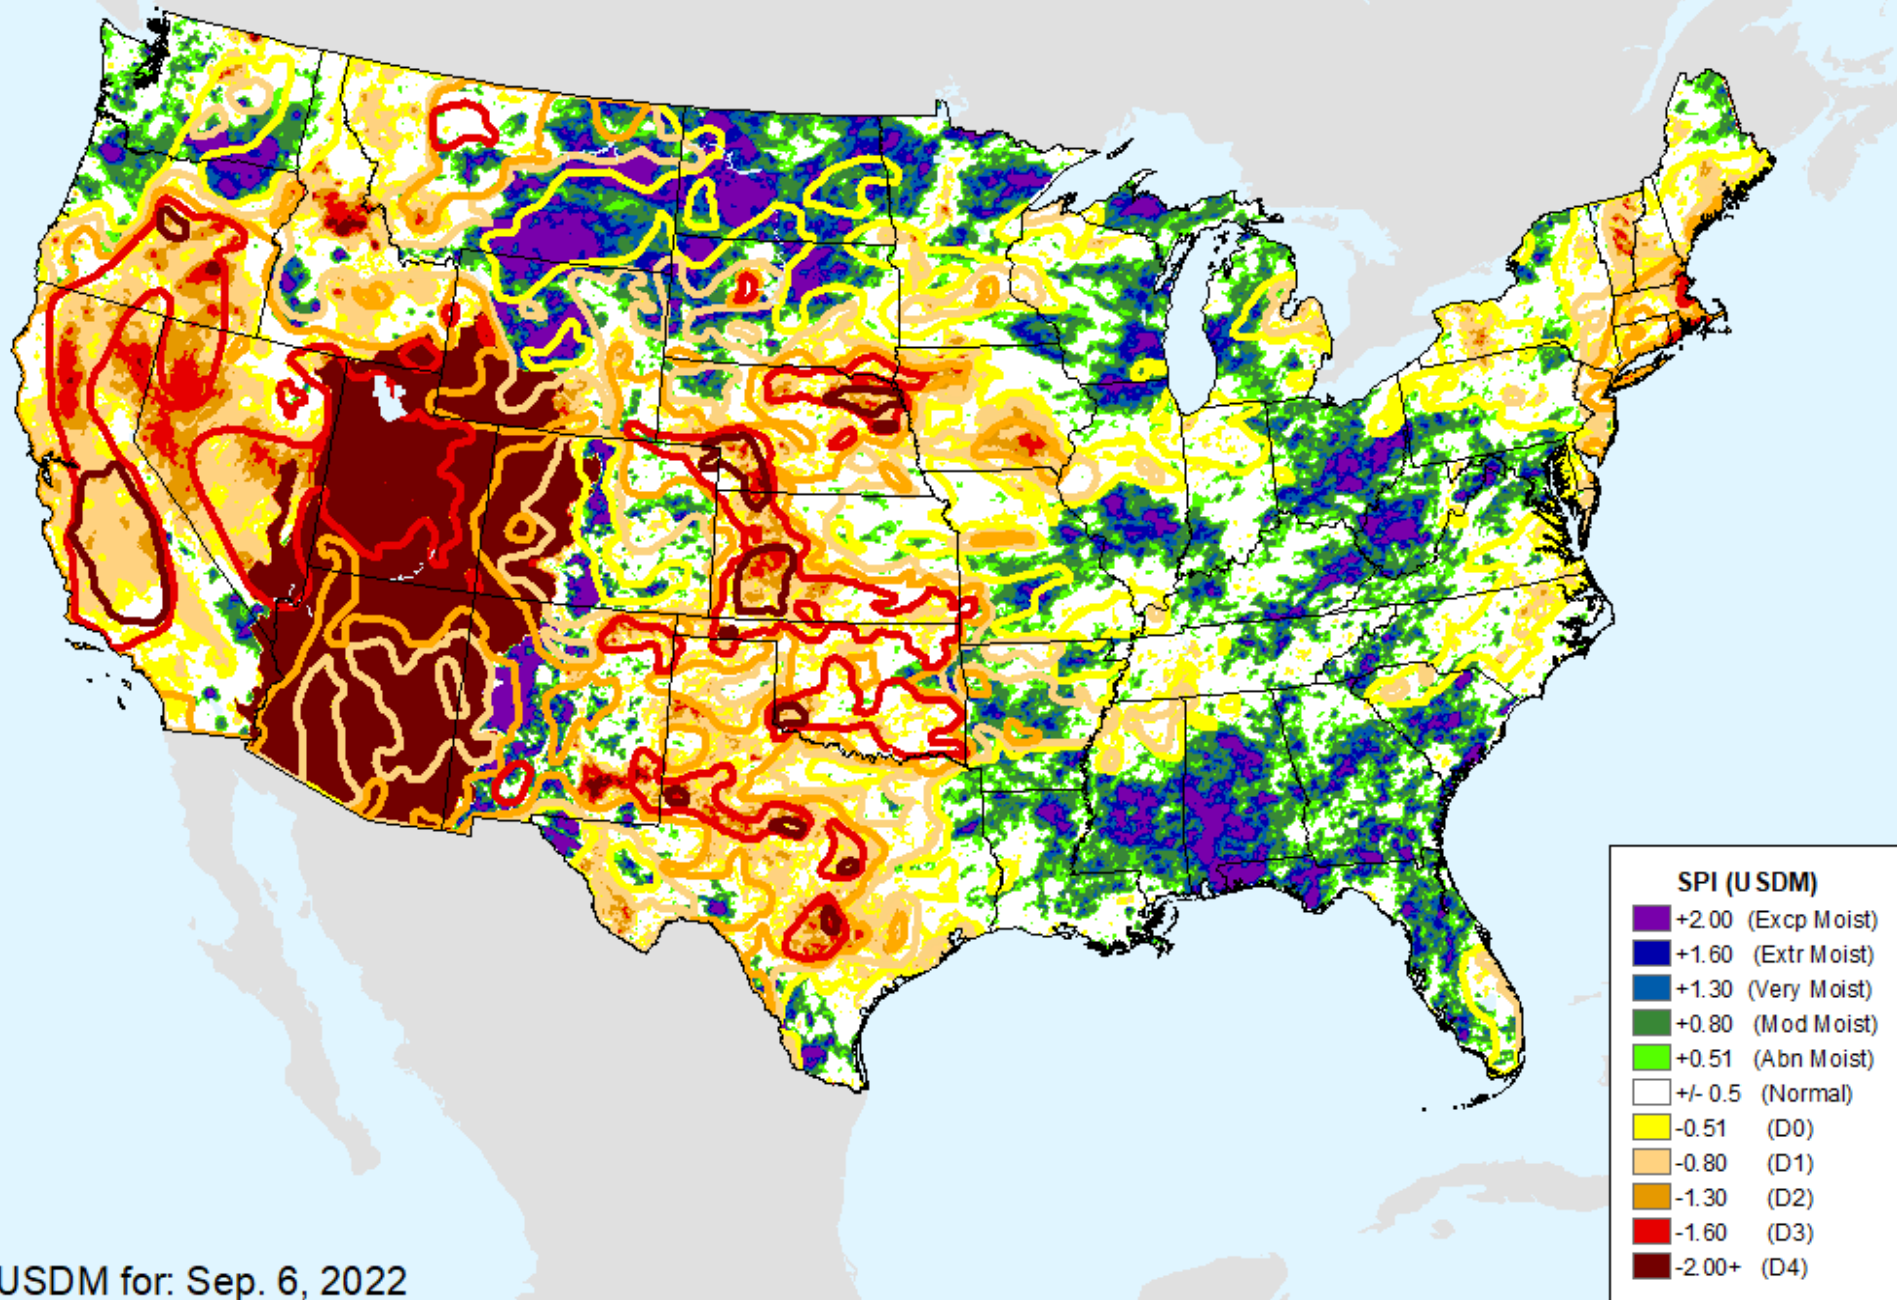 SPI (USDM)
+2.00 (Excp Moist)
+1.60 (Extr Moist)
+1.30 (Very Moist)
+0.80 (Mod Moist)
+0.51 (Abn Moist)
+/- 0.5 (Normal)
-0.51 (D0)
-0.80 (D1)
-1.30 (D2)
-1.60 (D3)
-2.00+ (D4)
USDM for: Sep. 6, 2022